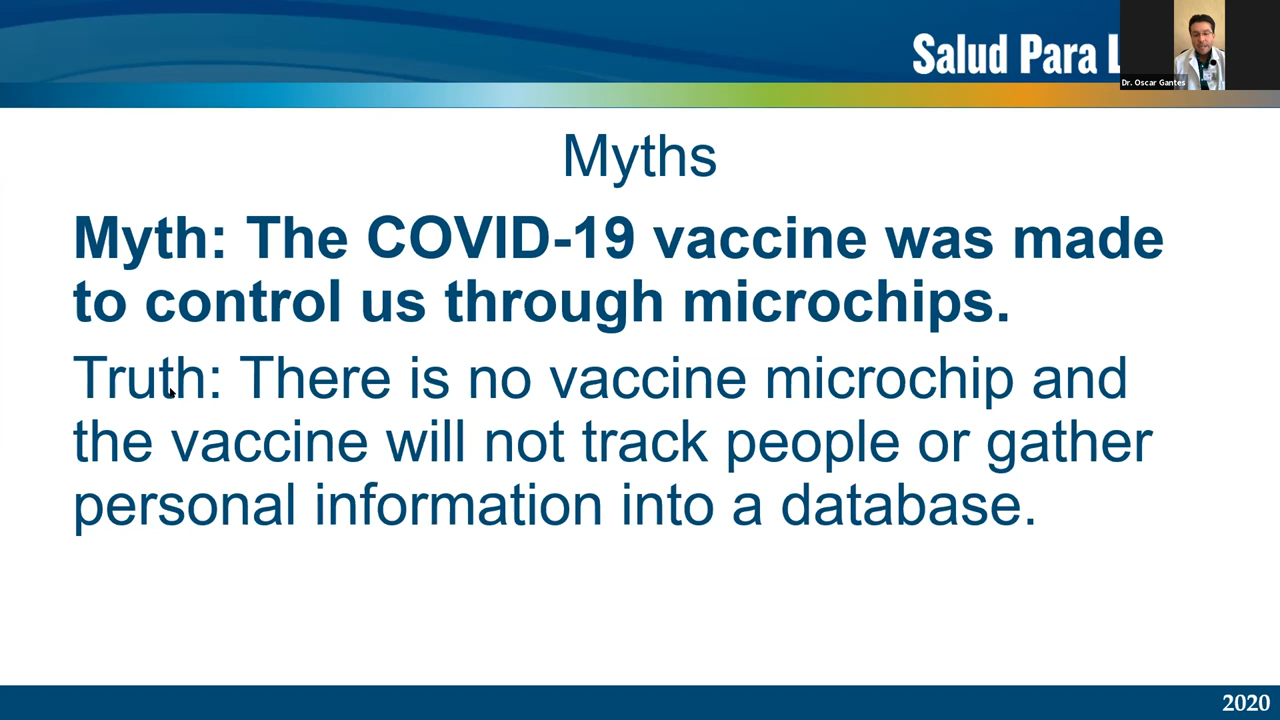 Salud Para L
Dr. Oscar Gantes
Myths
Myth: The COVID-19 vaccine was made
to control us through microchips.
Truth: There is no vaccine microchip and
the vaccine will not track people or gather
personal information into a database.
2020